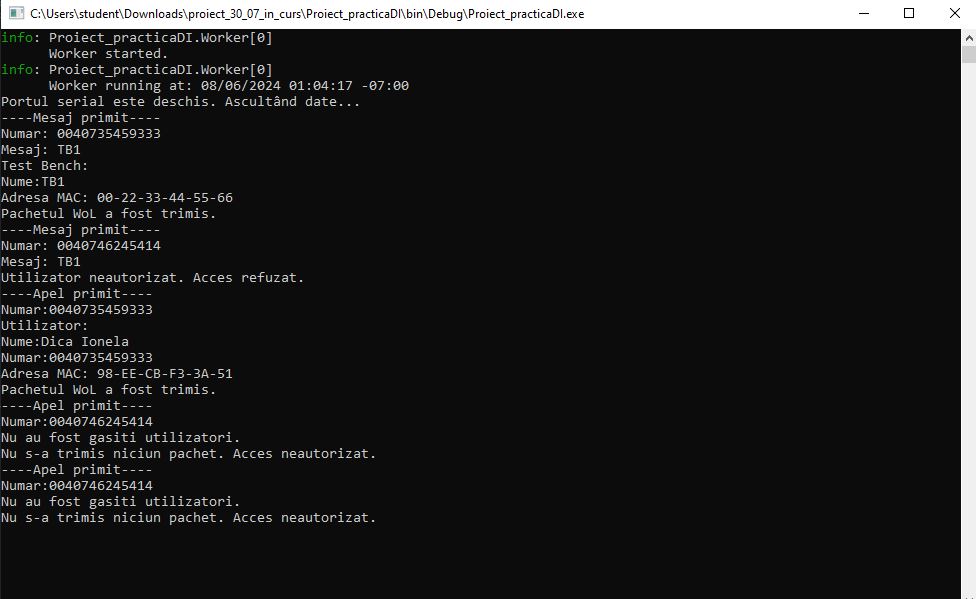 C:\Users\student\Downloads\proiect_30_07_in_curs\Proiect_practicaDI\bin\Debug\Proiect_practicaDI.exe
info: Proiect_practicaDI.Worker[0]
Worker started.
info: Proiect_practicaDI.Worker[0]
Worker running at: 08/06/2024 01:04:17 -07:00
Portul serial este deschis. Ascultând date...
----Mesaj primit----
Numar: 0040735459333
Mesaj: TB1
Test Bench:
Nume:TB1
Adresa MAC: 00-22-33-44-55-66
Pachetul WoL a fost trimis.
----Mesaj primit----
Numar: 0040746245414
Mesaj: TB1
Utilizator neautorizat. Acces refuzat.
----Apel primit----
Numar:0040735459333
Utilizator:
Nume:Dica Ionela
Numar:0040735459333
Adresa MAC: 98-EE-CB-F3-3A-51
Pachetul WoL a fost trimis.
----Apel primit----
Numar:0040746245414
Nu au fost gasiti utilizatori.
Nu s-a trimis niciun pachet. Acces neautorizat.
----Apel primit----
Numar:0040746245414
Nu au fost gasiti utilizatori.
Nu s-a trimis niciun pachet. Acces neautorizat.